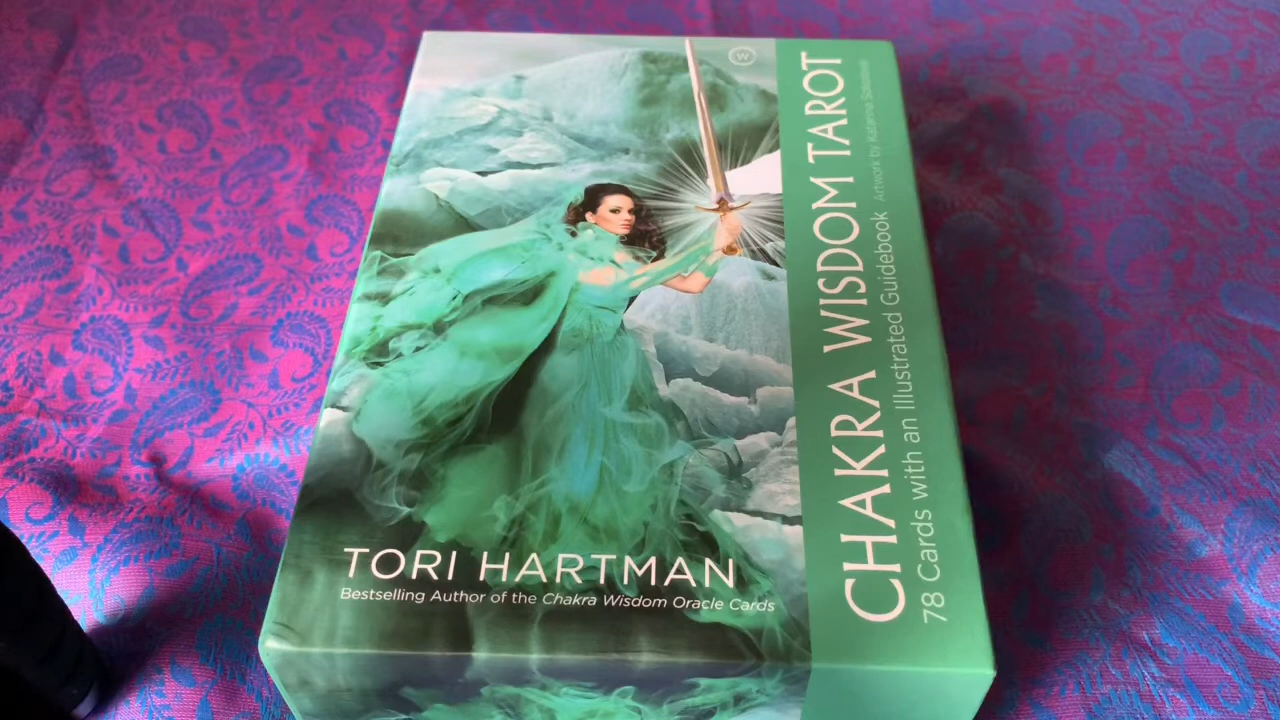 W
CHAKRA WISDOM TAROT
78 Cards with an Illustrated Guidebook Artwork by Katarina Sokolova
TORI HARTMAN
Bestselling Author of the Chakra Wisdom Oracle Cards